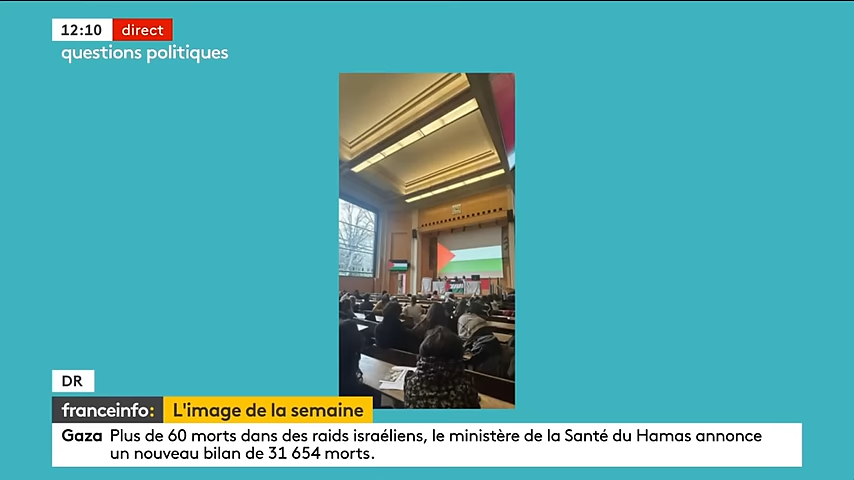 12:10 direct
questions politiques
DR
franceinfo: L'image de la semaine
Gaza Plus de 60 morts dans des raids israéliens, le ministère de la Santé du Hamas annonce
un nouveau bilan de 31 654 morts.